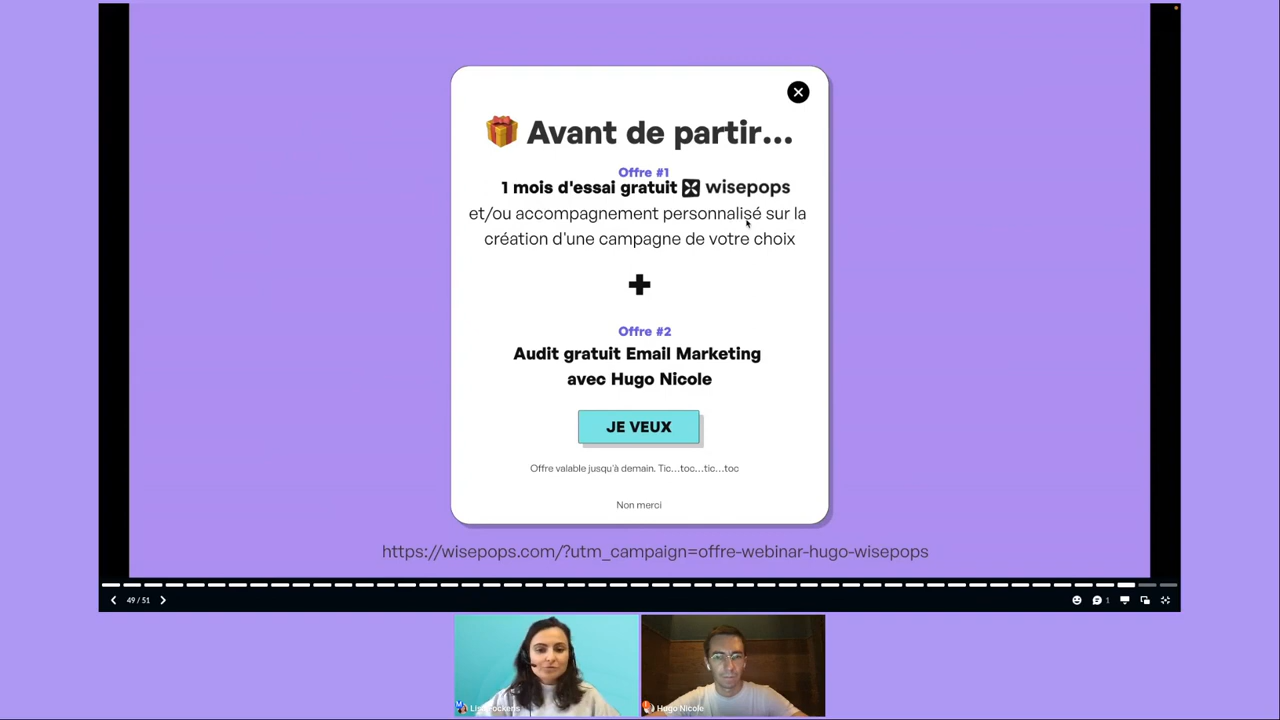 Avant de partir...
Offre #1
1 mois d'essai gratuit wisepops
et/ou accompagnement personnalisé sur la
création d'une campagne de votre choix
+
Offre #2
Audit gratuit Email Marketing
avec Hugo Nicole
JE VEUX
Offre valable jusqu'à demain. Tic...toc...tic...toc
Non merci
https://wisepops.com/?utm_campaign=offre-webinar-hugo-wisepops
49 / 51
1
Hugo Nicole